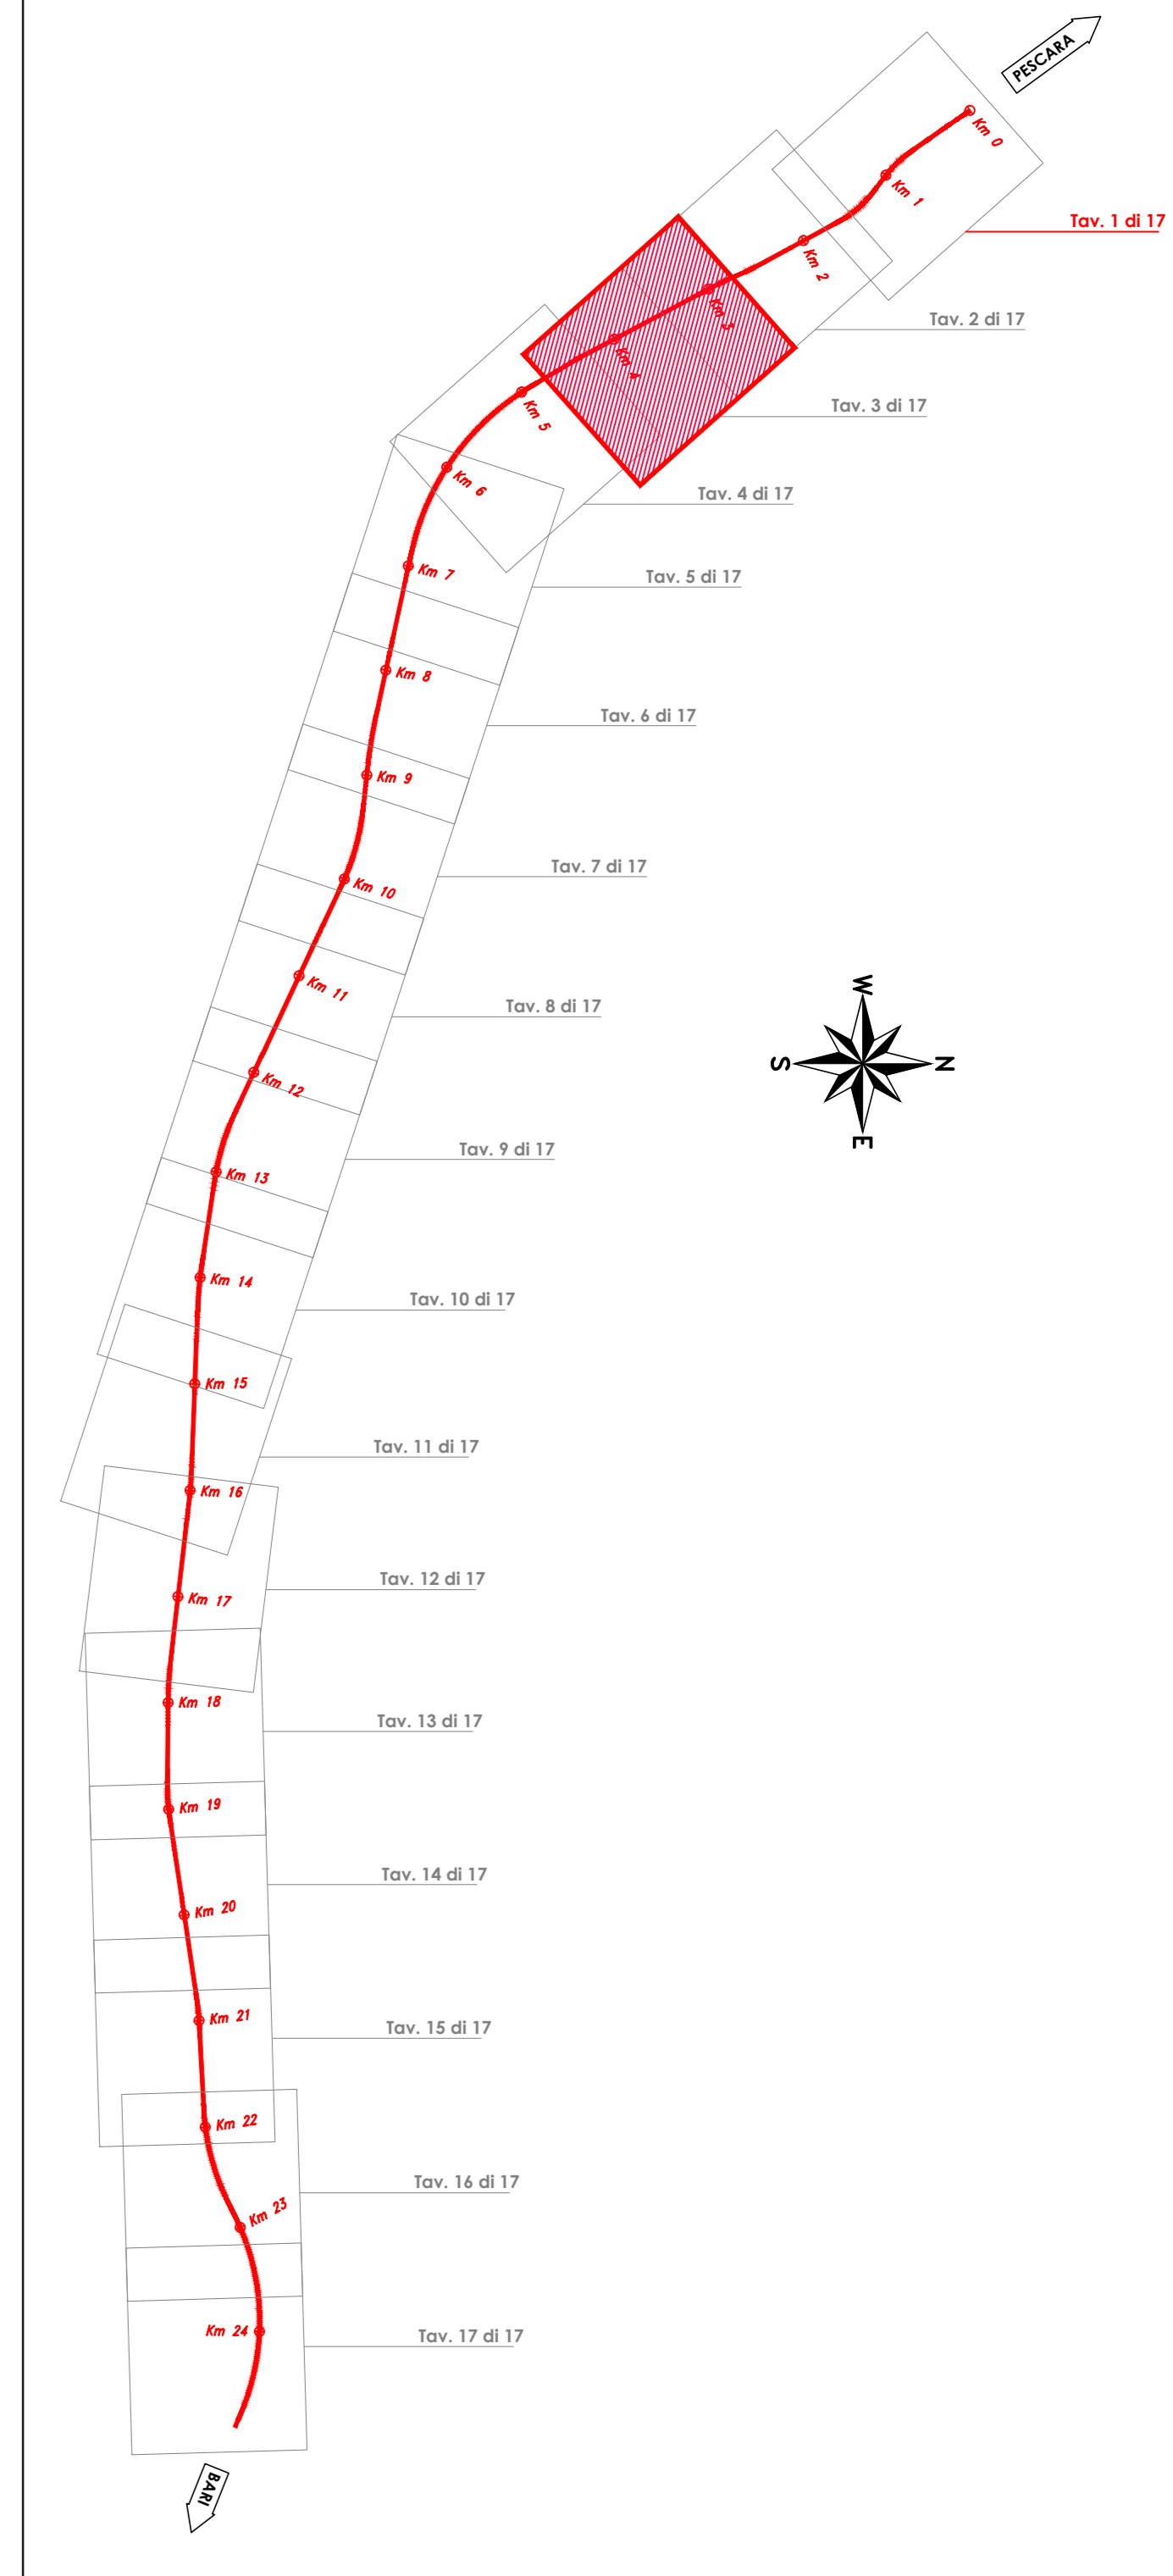 PESCARA
Km 0
Km 1
Tav. 1 di 17
Km 2
Km 3
Tav. 2 di 17
Km 4
Tav. 3 di 17
Km 5
Km 6
Tav. 4 di 17
Km 7
Tav. 5 di 17
Km 8
Tav. 6 di 17
Km 9
Tav. 7 di 17
Km 10
Km 11
W
Tav. 8 di 17
S
N
Km 12
E
Tav. 9 di 17
Km 13
Km 14
Tav. 10 di 17
Km 15
Tav. 11 di 17
Km 16
Tav. 12 di 17
Km 17
Km 18
Tav. 13 di 17
Km 19
Tav. 14 di 17
Km 20
Km 21
Tav. 15 di 17
Km 22
Tav. 16 di 17
Km 23
Km 24
Tav. 17 di 17
BARI